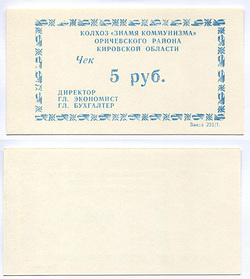 КОЛХОЗ «ЗНАМЯ КОММУНИЗМА»
ОРИЧЕВСКОГО РАЙОНА
КИРОВСКОЙ ОБЛАСТИ
Чек
5 руб.
ДИРЕКТОР
ГЛ. ЭКОНОМИСТ
ГЛ. БУХГАЛТЕР